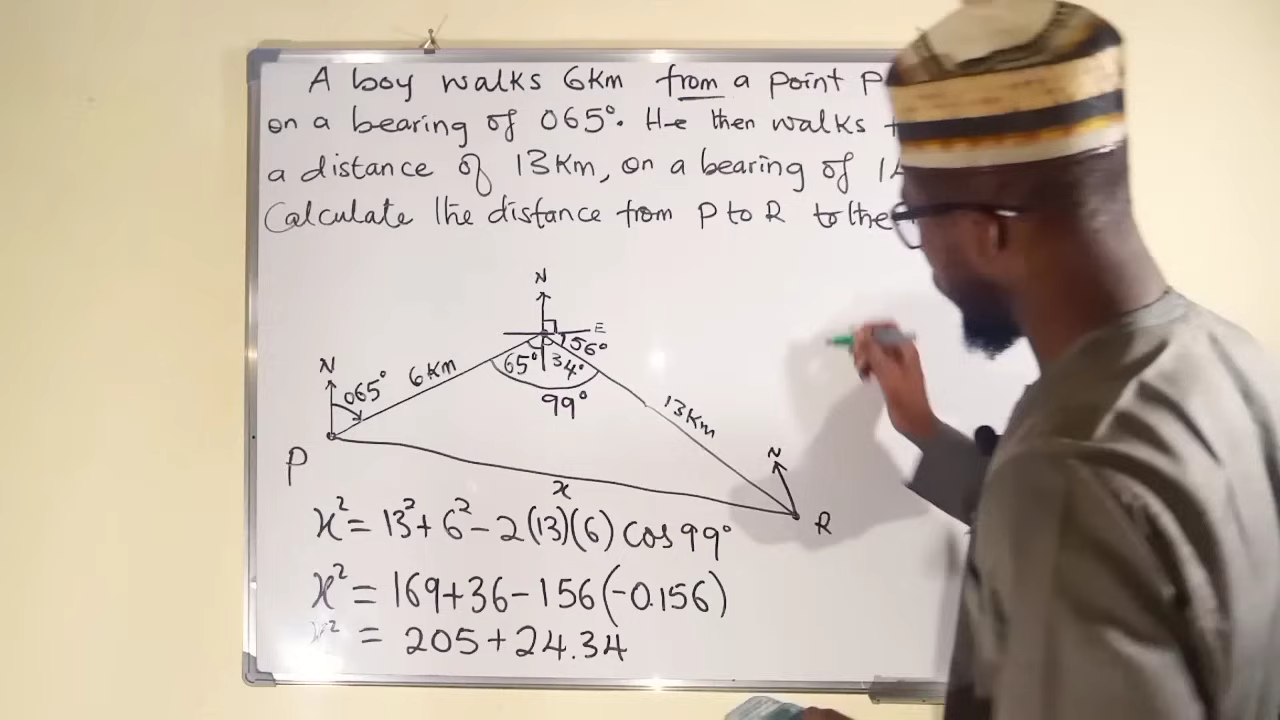 A boy walks 6km from a point P
on a bearing of 065°. He then walks
a distance of 13km, on a bearing of
Calculate the distance from P to R to the
N
E
56°
65° 34°
99°
N
065°
6km
13km
N
P
x
R
x² = 13² + 6² - 2(13)(6) cos 99°
x² = 169+36-156(-0.156)
x² = 205+24.34